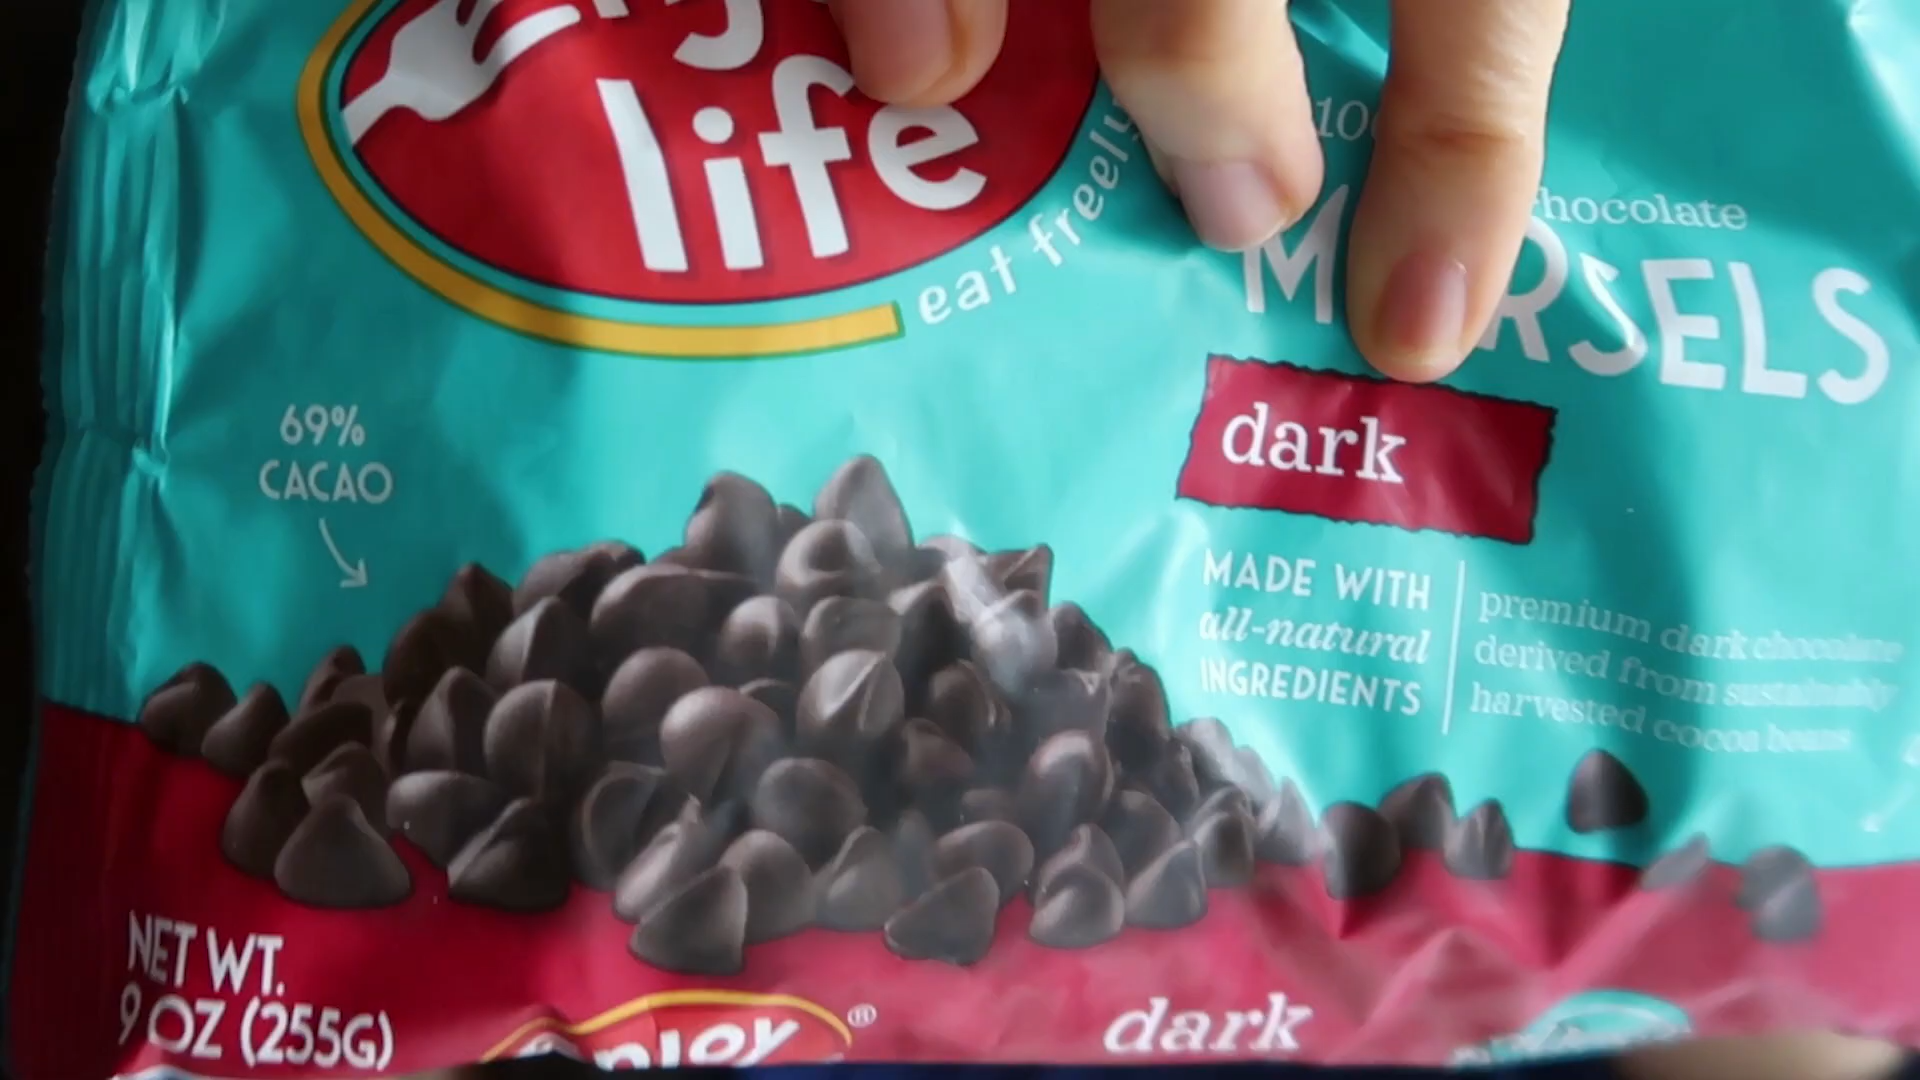 life
eat freely
chocolate
69%
CACAO
dark
MADE WITH
all-natural
INGREDIENTS
premium dark chocolate
derived from sustainably
harvested cocoa beans
NET WT.
9 OZ (255G)
enjoy ®
dark